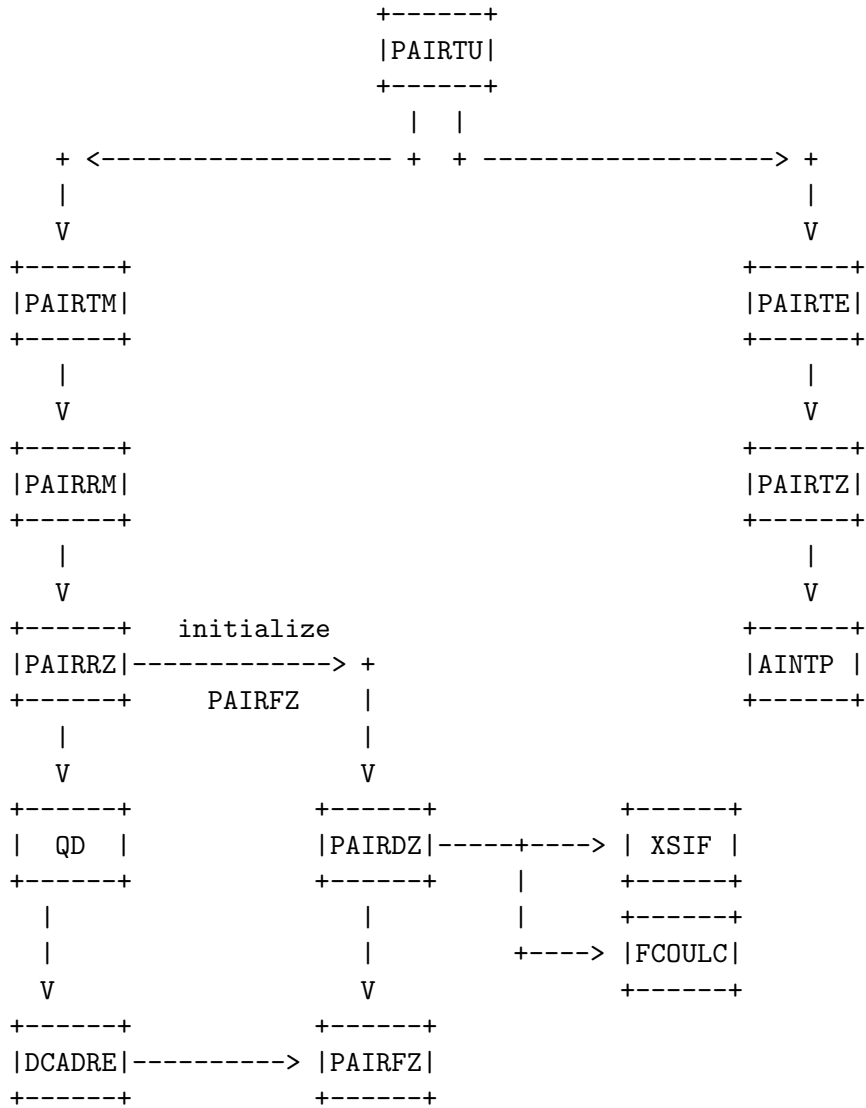 +------+
|PAIRTU|
+------+
| |
+ <------------------- + + -------------------> +
| |
V V
+------+ +------+
|PAIRTM| |PAIRTE|
+------+ +------+
| |
V V
+------+ +------+
|PAIRRM| |PAIRTZ|
+------+ +------+
| |
V V
+------+ initialize +------+
|PAIRRZ|-------------> + |AINTP |
+------+ PAIRFZ | +------+
| |
V V
+------+ +------+ +------+
| QD | |PAIRDZ|-----+----> | XSIF |
+------+ +------+ | +------+
| | | +------+
| | +----> |FCOULC|
V V +------+
+------+ +------+
|DCADRE|----------> |PAIRFZ|
+------+ +------+